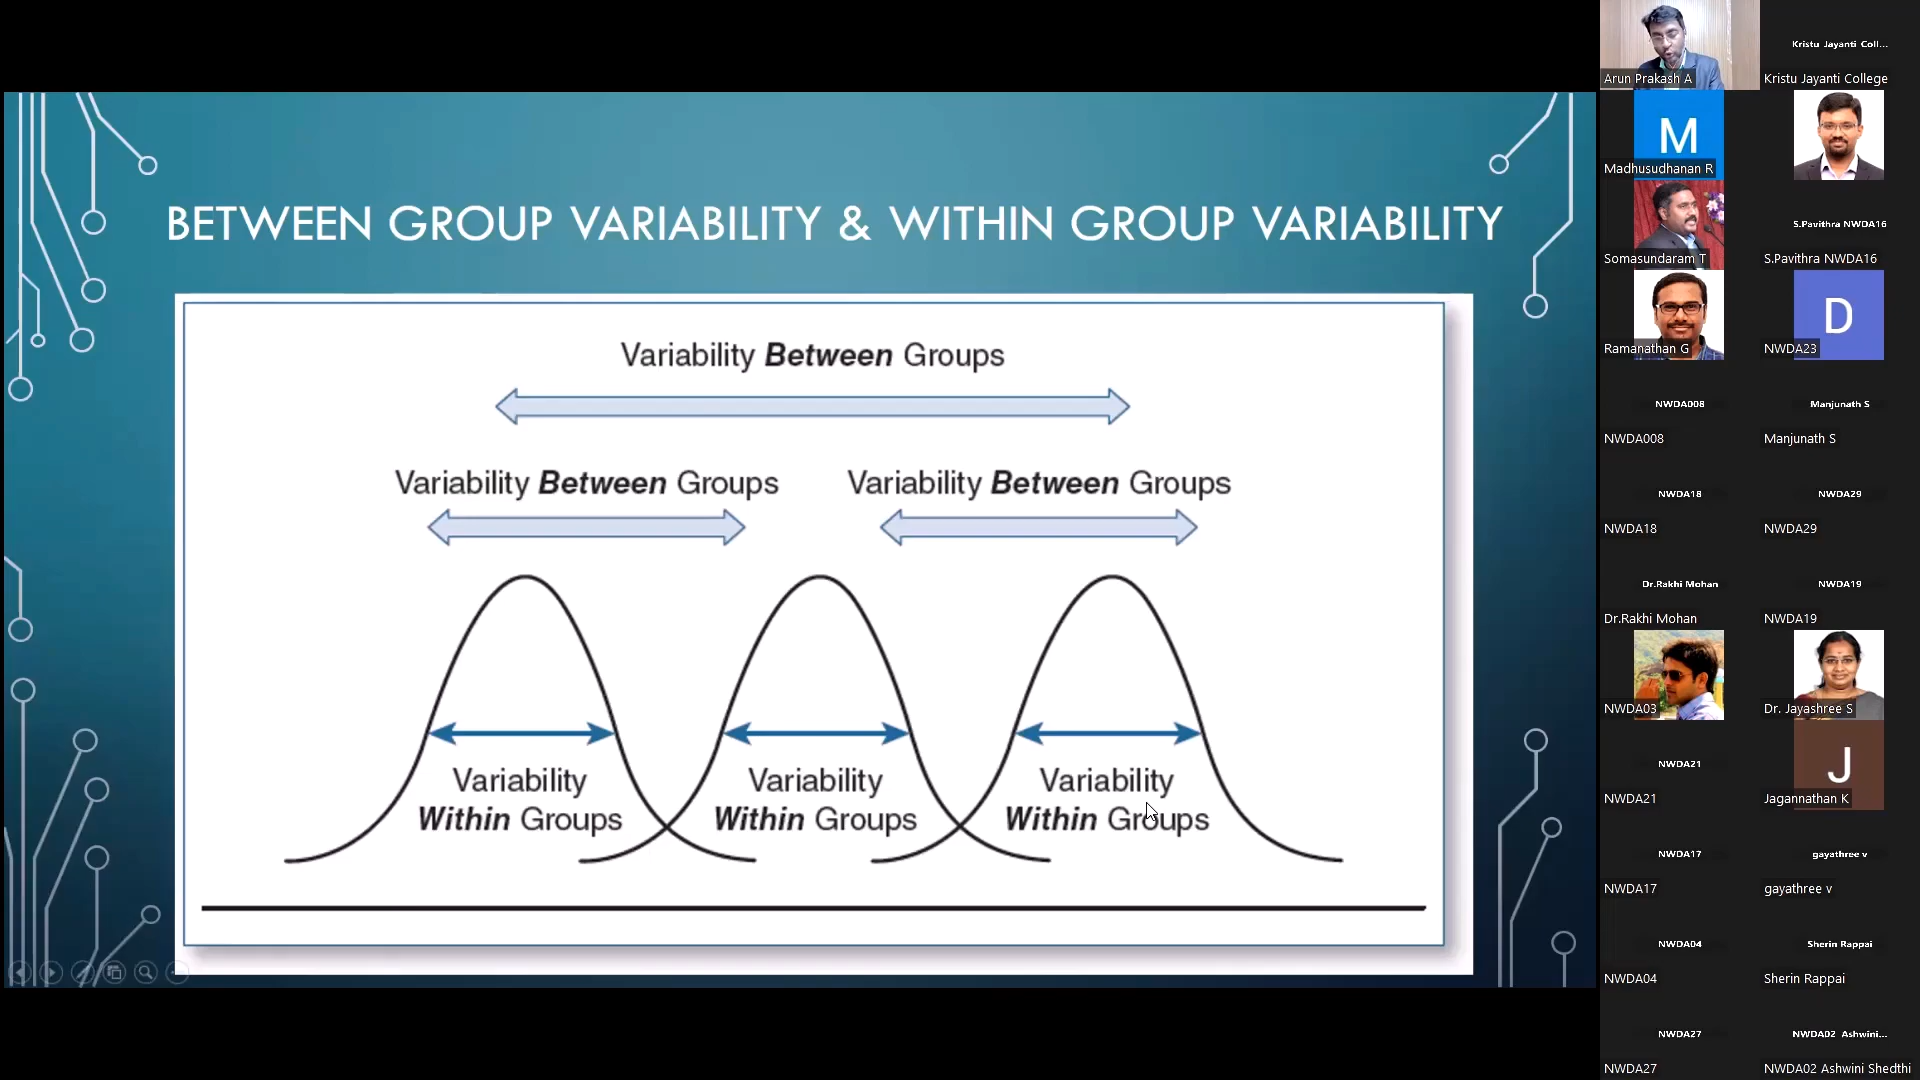 BETWEEN GROUP VARIABILITY & WITHIN GROUP VARIABILITY
Variability Between Groups
Variability Between Groups
Variability Between Groups
Variability
Within Groups
Variability
Within Groups
Variability
Within Groups
Arun Prakash A
Kristu Jayanti Coll...
Kristu Jayanti College
M
Madhusudhanan R
Somasundaram T
S.Pavithra NWDA16
S.Pavithra NWDA16
Ramanathan G
D
NWDA23
NWDA008
NWDA008
Manjunath S
Manjunath S
NWDA18
NWDA18
NWDA29
NWDA29
Dr.Rakhi Mohan
Dr.Rakhi Mohan
NWDA19
NWDA19
NWDA03
Dr. Jayashree S
NWDA21
NWDA21
J
Jagannathan K
NWDA17
NWDA17
gayathree v
gayathree v
NWDA04
NWDA04
Sherin Rappai
Sherin Rappai
NWDA27
NWDA27
NWDA02 Ashwini...
NWDA02 Ashwini Shedthi